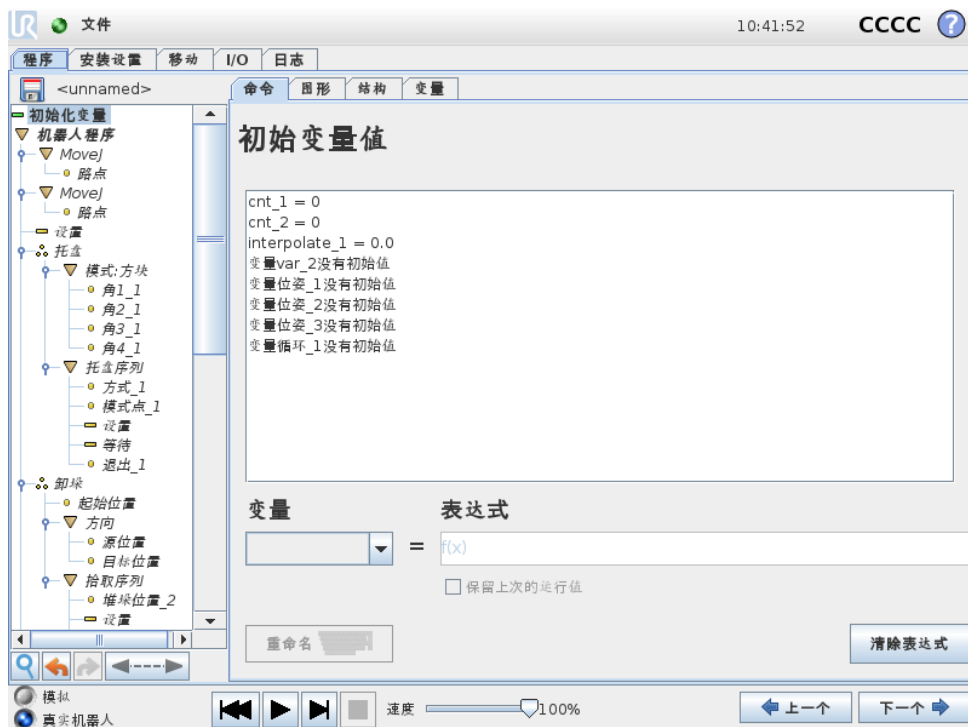 UR 文件 10:41:52 CCCC ?
程序 安装设置 移动 I/O 日志
<unnamed> 命令 图形 结构 变量
初始化变量
机器人程序
MoveJ
路点
MoveJ
路点
设置
托盘
模式:方块
角1_1
角2_1
角3_1
角4_1
托盘序列
方式_1
模式点_1
设置
等待
退出_1
卸垛
起始位置
方向
源位置
目标位置
拾取序列
堆垛位置_2
设置
初始变量值
cnt_1 = 0
cnt_2 = 0
interpolate_1 = 0.0
变量var_2没有初始值
变量位姿_1没有初始值
变量位姿_2没有初始值
变量位姿_3没有初始值
变量循环_1没有初始值
变量 表达式
= f(x)
保留上次的运行值
重命名 清除表达式
模拟
真实机器人
速度 100% 上一个 下一个